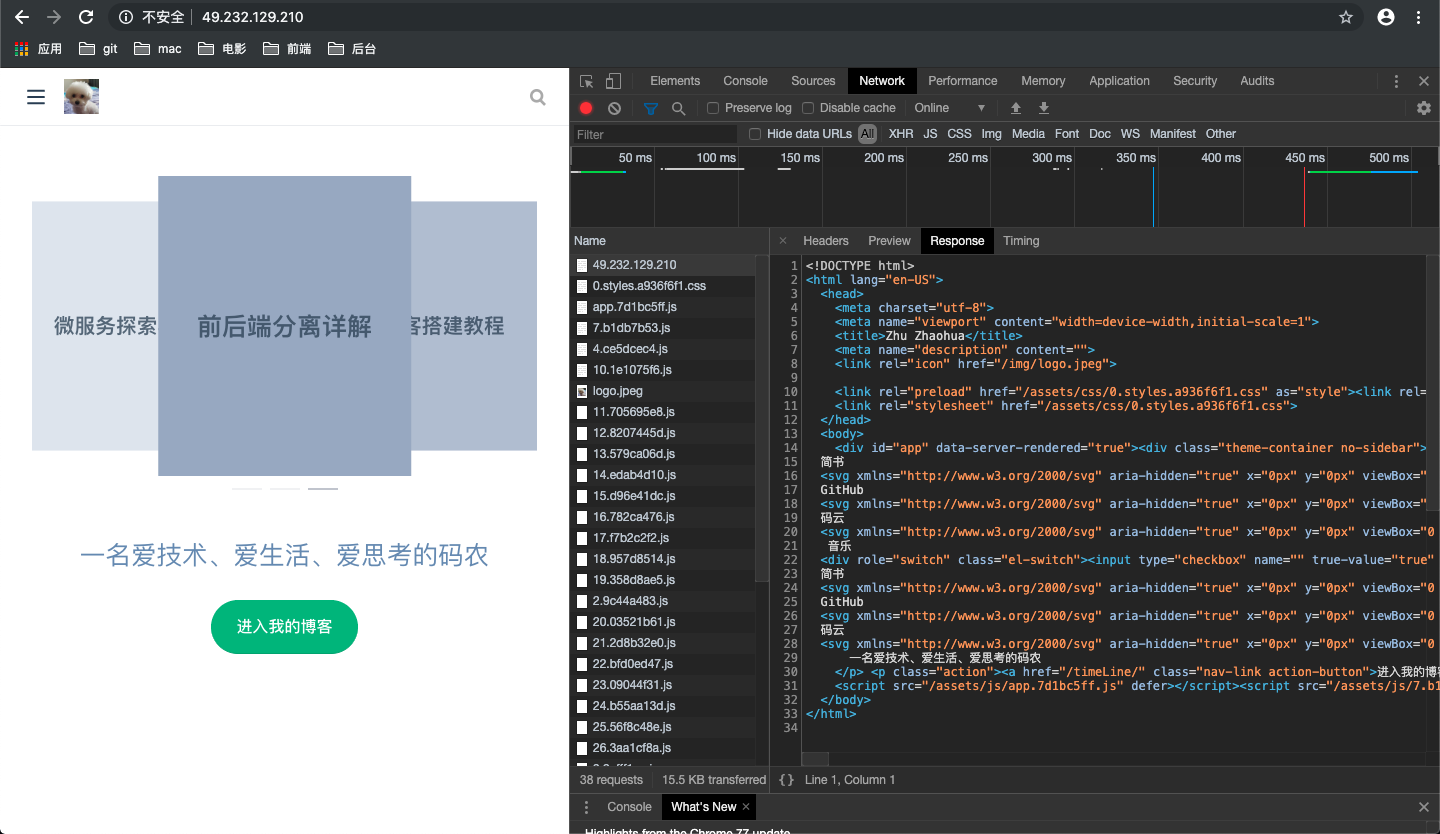 不安全 49.232.129.210
应用 git mac 电影 前端 后台
Elements Console Sources Network Performance Memory Application Security Audits
Preserve log Disable cache Online
Filter Hide data URLs All XHR JS CSS Img Media Font Doc WS Manifest Other
50 ms 100 ms 150 ms 200 ms 250 ms 300 ms 350 ms 400 ms 450 ms 500 ms
微服务探索
前后端分离详解
客搭建教程
一名爱技术、爱生活、爱思考的码农
进入我的博客
Name
49.232.129.210
0.styles.a936f6f1.css
app.7d1bc5ff.js
7.b1db7b53.js
4.ce5dcec4.js
10.1e1075f6.js
logo.jpeg
11.705695e8.js
12.8207445d.js
13.579ca06d.js
14.edab4d10.js
15.d96e41dc.js
16.782ca476.js
17.f7b2c2f2.js
18.957d8514.js
19.358d8ae5.js
2.9c44a483.js
20.03521b61.js
21.2d8b32e0.js
22.bfd0ed47.js
23.09044f31.js
24.b55aa13d.js
25.56f8c48e.js
26.3aa1cf8a.js
38 requests 15.5 KB transferred
× Headers Preview Response Timing
1 <!DOCTYPE html>
2 <html lang="en-US">
3 <head>
4 <meta charset="utf-8">
5 <meta name="viewport" content="width=device-width,initial-scale=1">
6 <title>Zhu Zhaohua</title>
7 <meta name="description" content="">
8 <link rel="icon" href="/img/logo.jpeg">
9
10 <link rel="preload" href="/assets/css/0.styles.a936f6f1.css" as="style"><link rel=
11 <link rel="stylesheet" href="/assets/css/0.styles.a936f6f1.css">
12 </head>
13 <body>
14 <div id="app" data-server-rendered="true"><div class="theme-container no-sidebar">
15 简书
16 <svg xmlns="http://www.w3.org/2000/svg" aria-hidden="true" x="0px" y="0px" viewBox="
17 GitHub
18 <svg xmlns="http://www.w3.org/2000/svg" aria-hidden="true" x="0px" y="0px" viewBox="
19 码云
20 <svg xmlns="http://www.w3.org/2000/svg" aria-hidden="true" x="0px" y="0px" viewBox="0
21 音乐
22 <div role="switch" class="el-switch"><input type="checkbox" name="" true-value="true"
23 简书
24 <svg xmlns="http://www.w3.org/2000/svg" aria-hidden="true" x="0px" y="0px" viewBox="0
25 GitHub
26 <svg xmlns="http://www.w3.org/2000/svg" aria-hidden="true" x="0px" y="0px" viewBox="0
27 码云
28 <svg xmlns="http://www.w3.org/2000/svg" aria-hidden="true" x="0px" y="0px" viewBox="0
29 一名爱技术、爱生活、爱思考的码农
30 </p> <p class="action"><a href="/timeLine/" class="nav-link action-button">进入我的博客
31 <script src="/assets/js/app.7d1bc5ff.js" defer></script><script src="/assets/js/7.b1
32 </body>
33 </html>
34
{} Line 1, Column 1
Console What's New ×
Highlights from the Chrome 77 update